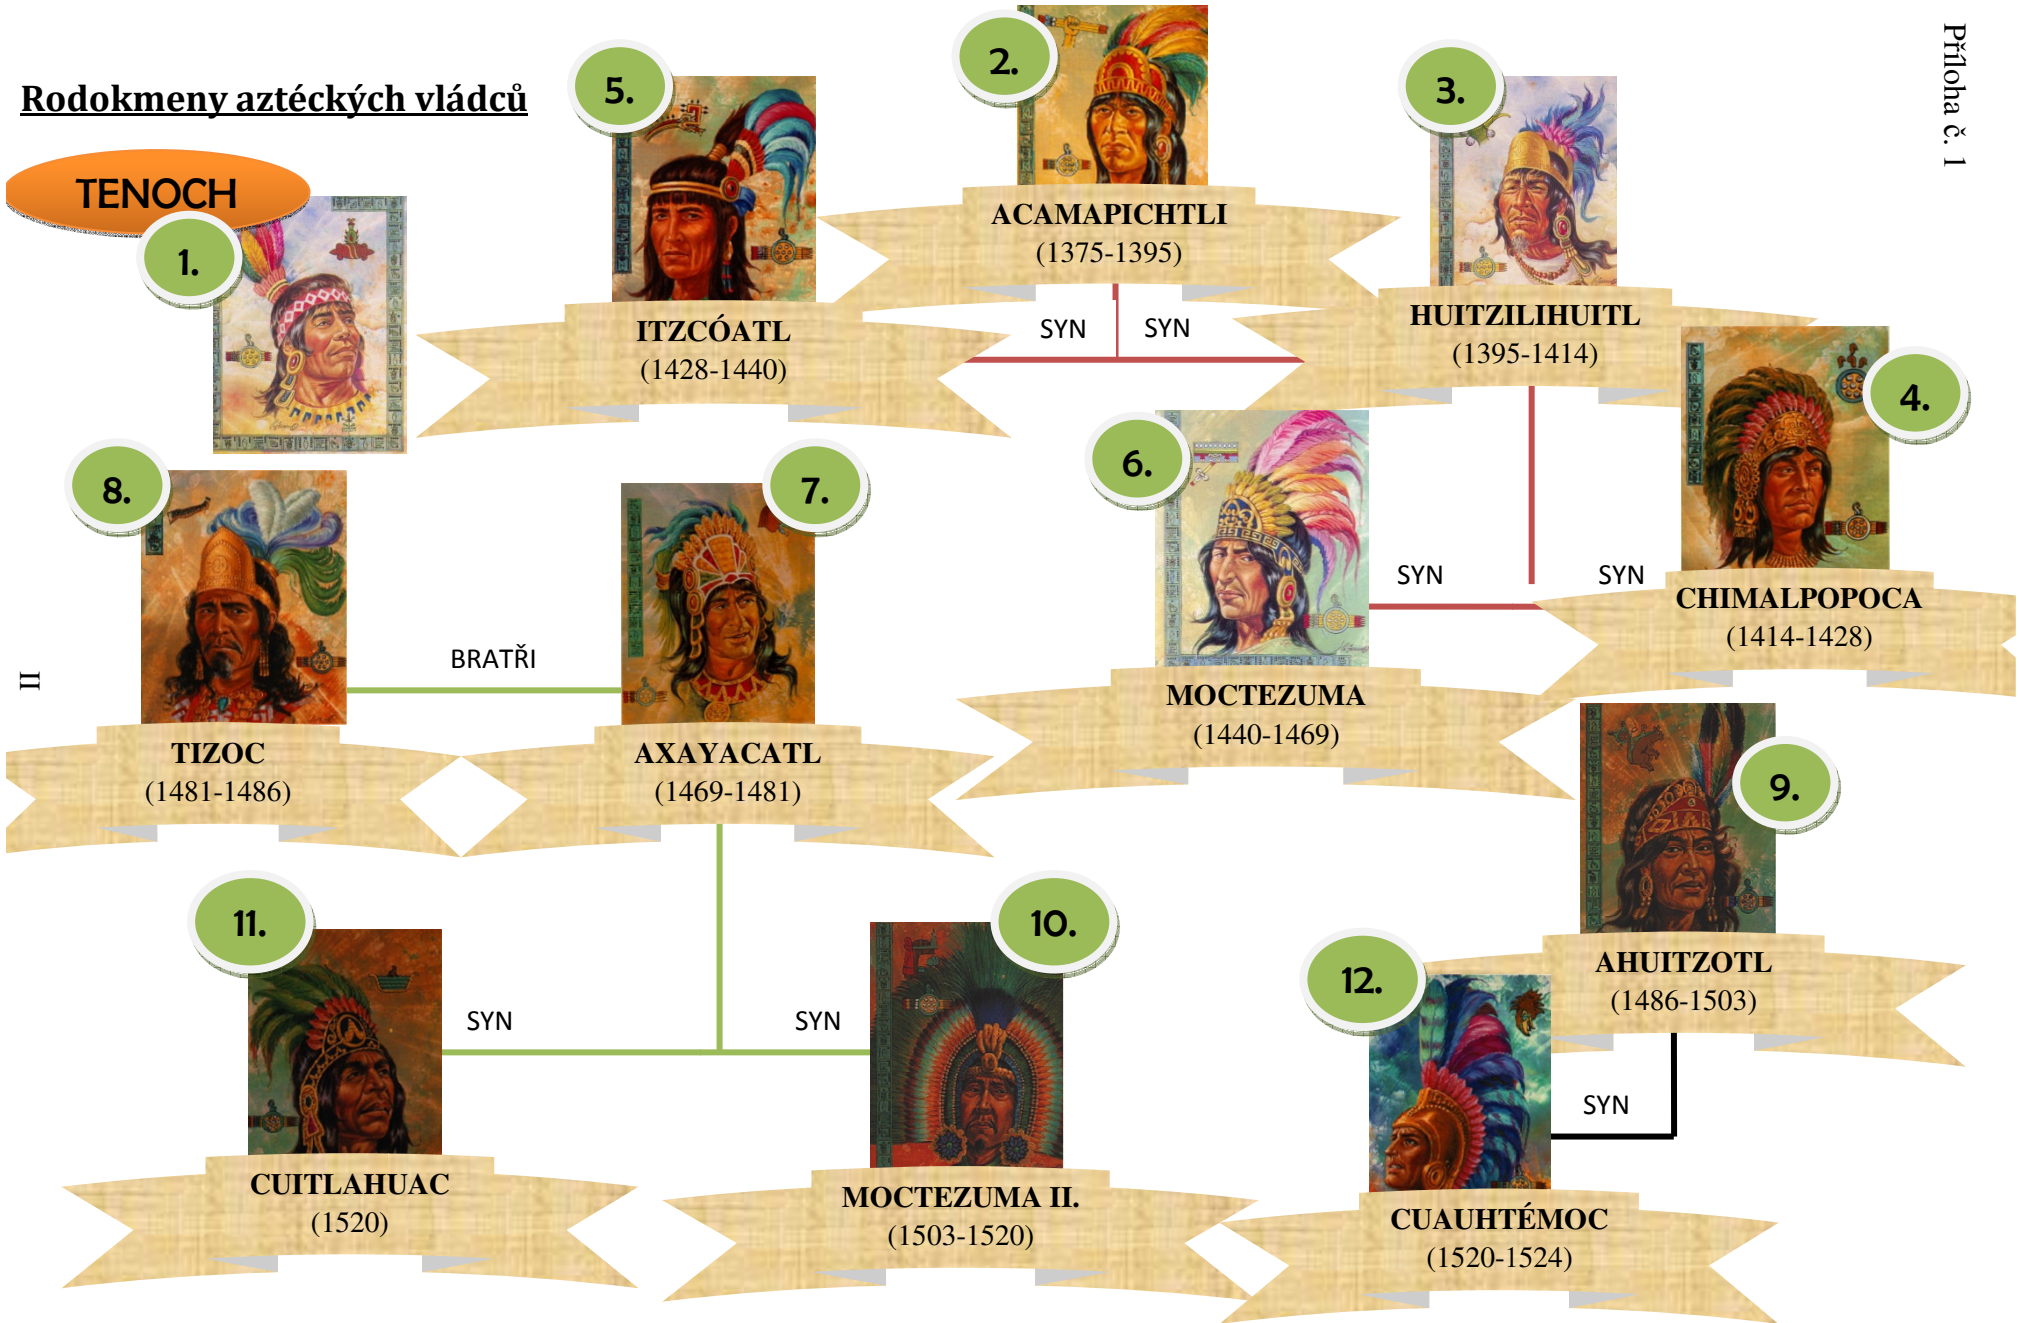 Příloha č. 1
Rodokmeny aztéckých vládců
TENOCH
1.
5.
ITZCÓATL
(1428-1440)
2.
ACAMAPICHTLI
(1375-1395)
SYN
SYN
3.
HUITZILIHUITL
(1395-1414)
4.
CHIMALPOPOCA
(1414-1428)
SYN
SYN
6.
MOCTEZUMA
(1440-1469)
8.
TIZOC
(1481-1486)
BRATŘI
7.
AXAYACATL
(1469-1481)
9.
AHUITZOTL
(1486-1503)
SYN
11.
CUITLAHUAC
(1520)
SYN
SYN
10.
MOCTEZUMA II.
(1503-1520)
12.
CUAUHTÉMOC
(1520-1524)
II